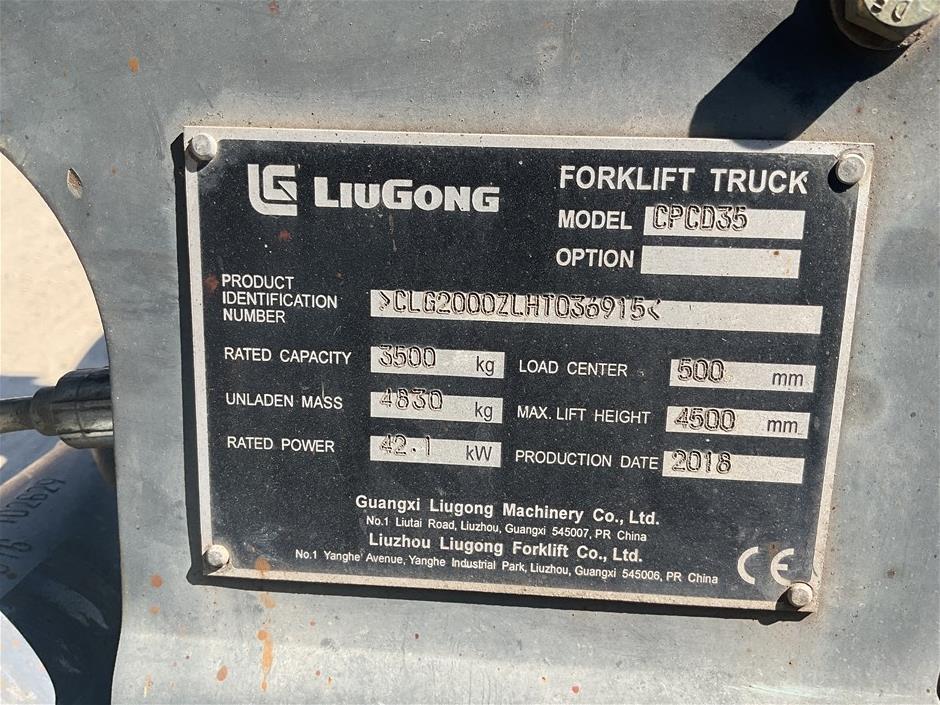 LG LIUGONG
FORKLIFT TRUCK
MODEL CPCD35
OPTION
PRODUCT
IDENTIFICATION
NUMBER
>CLG2000ZLHT036915<
RATED CAPACITY 3500 kg LOAD CENTER 500 mm
UNLADEN MASS 4830 kg MAX. LIFT HEIGHT 4500 mm
RATED POWER 42.1 kW PRODUCTION DATE 2018
Guangxi Liugong Machinery Co., Ltd.
No.1 Liutai Road, Liuzhou, Guangxi 545007, PR China
Liuzhou Liugong Forklift Co., Ltd.
No.1 Yanghe Avenue, Yanghe Industrial Park, Liuzhou, Guangxi 545006, PR China
CE